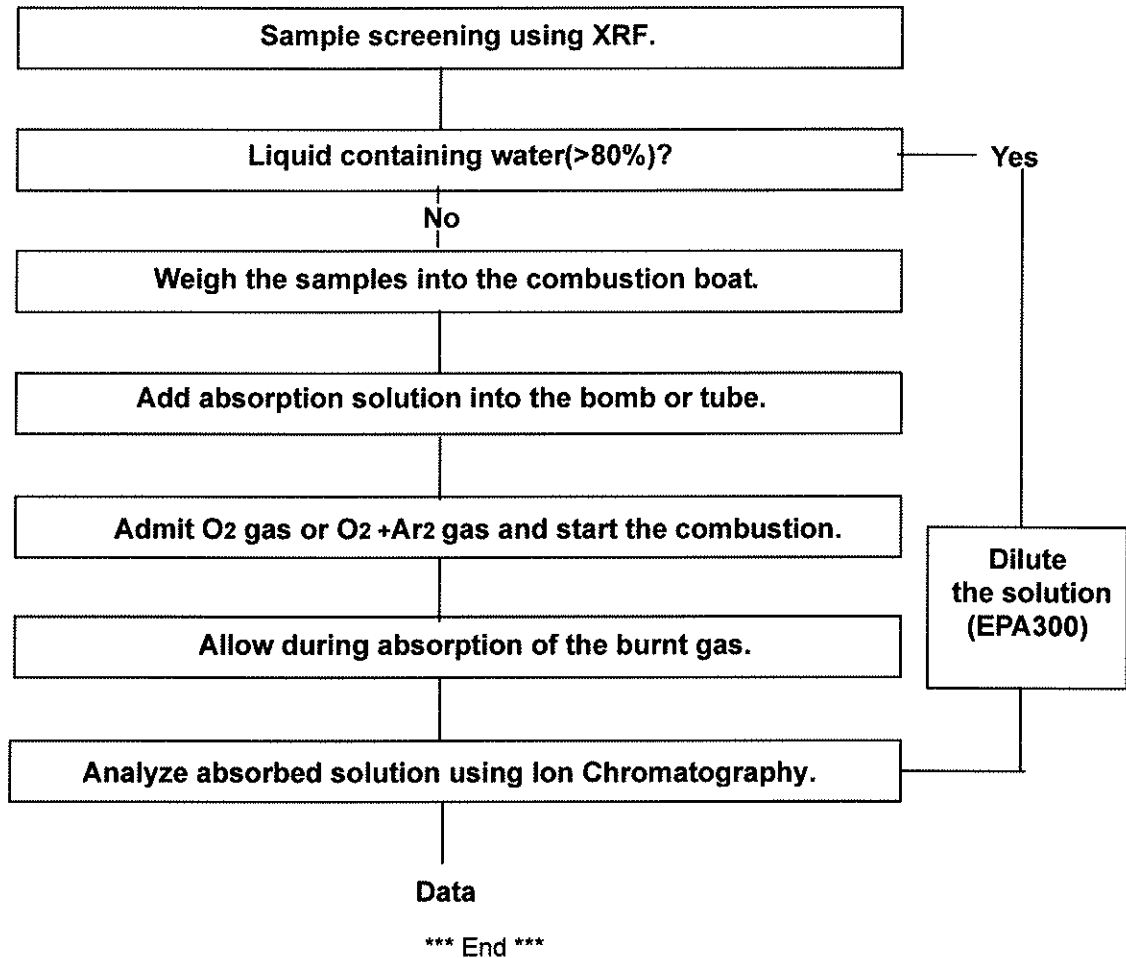 Sample screening using XRF.
Liquid containing water(>80%)?
Yes
No
Weigh the samples into the combustion boat.
Add absorption solution into the bomb or tube.
Admit O2 gas or O2 +Ar2 gas and start the combustion.
Dilute
the solution
(EPA300)
Allow during absorption of the burnt gas.
Analyze absorbed solution using Ion Chromatography.
Data
*** End ***